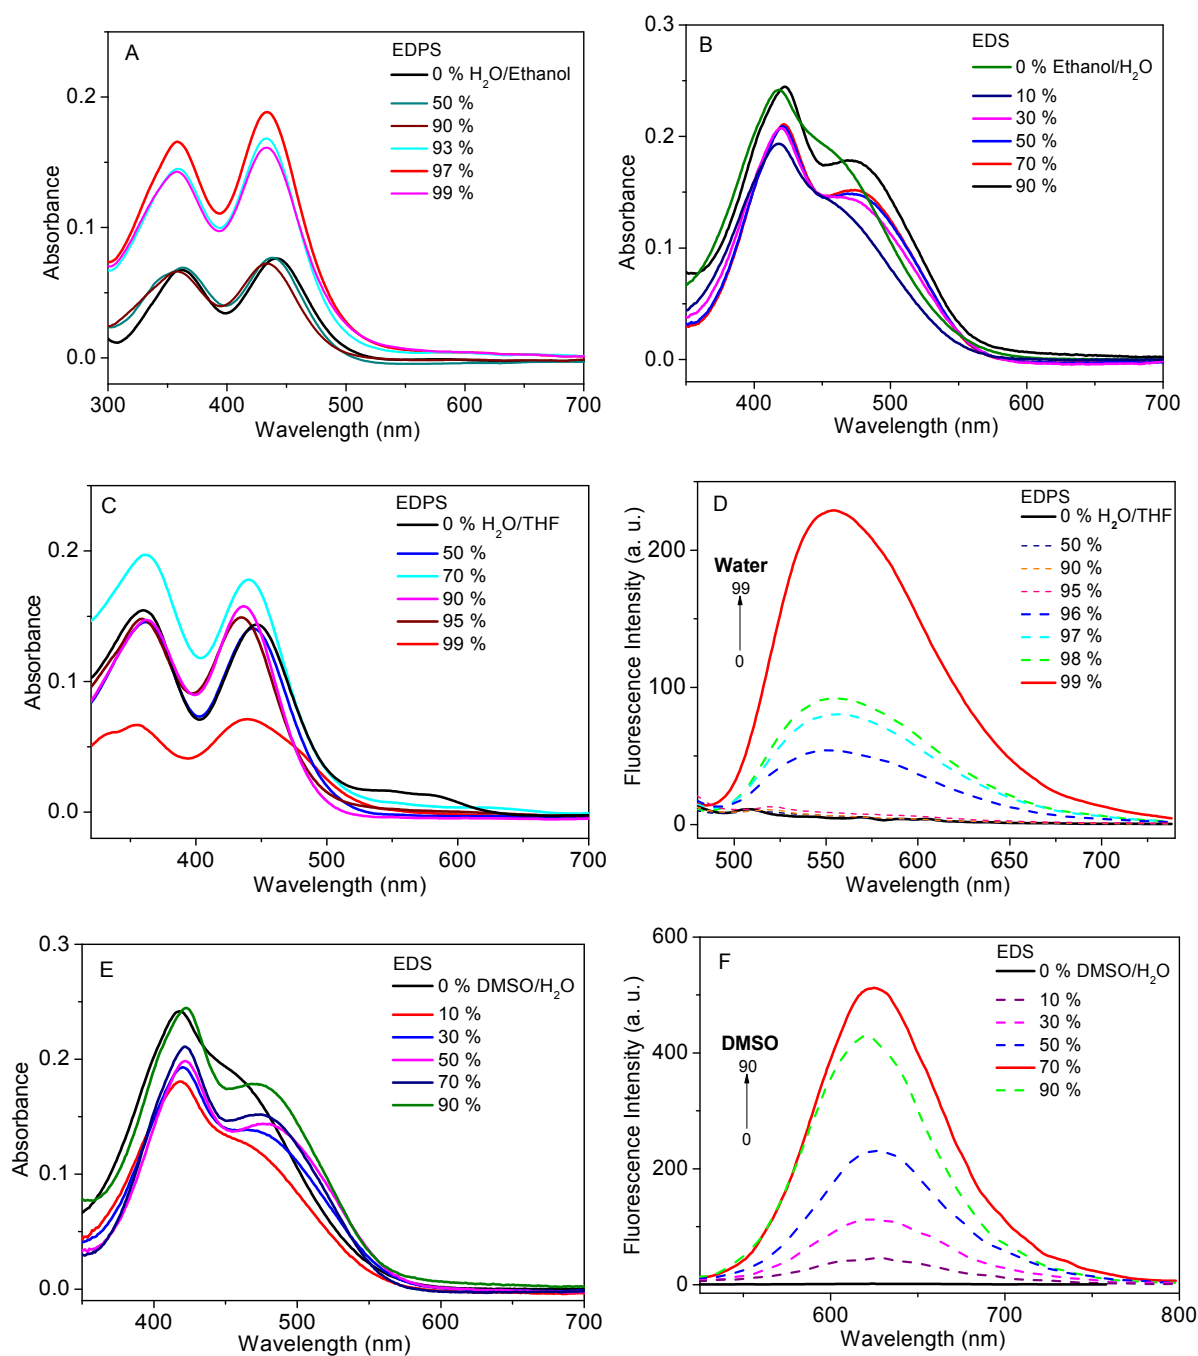 A
EDPS
0 % H₂O/Ethanol
50 %
90 %
93 %
97 %
99 %
0.2
0.1
0.0
Absorbance
300 400 500 600 700
Wavelength (nm)
B
EDS
0 % Ethanol/H₂O
10 %
30 %
50 %
70 %
90 %
0.3
0.2
0.1
0.0
Absorbance
400 500 600 700
Wavelength (nm)
C
EDPS
0 % H₂O/THF
50 %
70 %
90 %
95 %
99 %
0.2
0.1
0.0
Absorbance
400 500 600 700
Wavelength (nm)
D
EDPS
0 % H₂O/THF
50 %
90 %
95 %
96 %
97 %
98 %
99 %
Water
99
0
200
100
0
Fluorescence Intensity (a. u.)
500 550 600 650 700
Wavelength (nm)
E
EDS
0 % DMSO/H₂O
10 %
30 %
50 %
70 %
90 %
0.3
0.2
0.1
0.0
Absorbance
400 500 600 700
Wavelength (nm)
F
EDS
0 % DMSO/H₂O
10 %
30 %
50 %
70 %
90 %
DMSO
90
0
600
400
200
0
Fluorescence Intensity (a. u.)
600 700 800
Wavelength (nm)